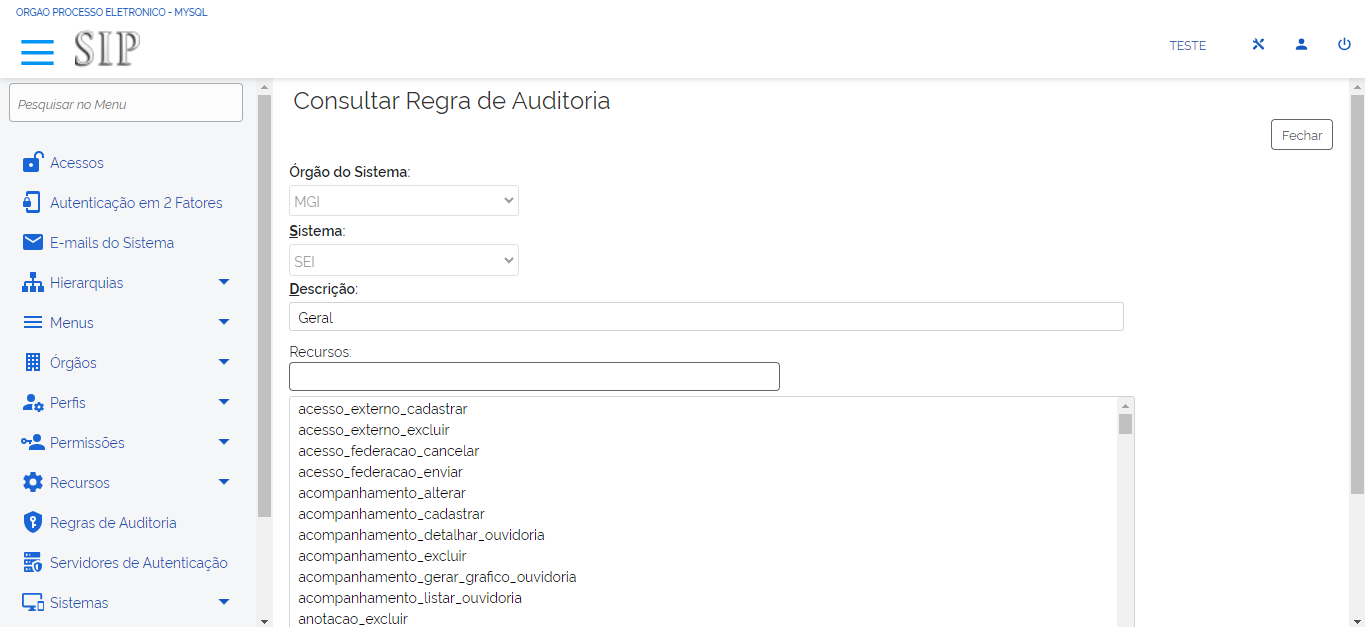 ORGAO PROCESSO ELETRONICO - MYSQL
SIP
TESTE
Pesquisar no Menu
Acessos
Autenticação em 2 Fatores
E-mails do Sistema
Hierarquias
Menus
Órgãos
Perfis
Permissões
Recursos
Regras de Auditoria
Servidores de Autenticação
Sistemas
Consultar Regra de Auditoria
Fechar
Órgão do Sistema:
MGI
Sistema:
SEI
Descrição:
Geral
Recursos:
acesso_externo_cadastrar
acesso_externo_excluir
acesso_federacao_cancelar
acesso_federacao_enviar
acompanhamento_alterar
acompanhamento_cadastrar
acompanhamento_detalhar_ouvidoria
acompanhamento_excluir
acompanhamento_gerar_grafico_ouvidoria
acompanhamento_listar_ouvidoria
anotacao_excluir